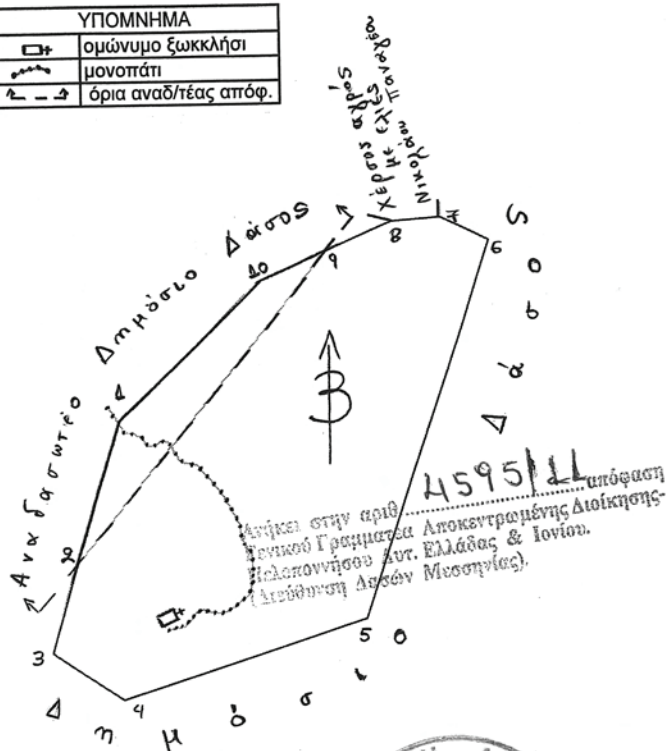 ΥΠΟΜΝΗΜΑ
ομώνυμο ξωκκλήσι
μονοπάτι
όρια αναδ/τέας απόφ.
Χέρσος αγρός
με ελιές
Νικολάου Παναγέα
Αναδασωτέο Δημόσιο Δάσος
1
2
3
4
5
6
7
8
9
10
Β
Δημόσιο Δάσος
Ανήκει στην αριθ. 4595/11 απόφαση
Γενικού Γραμματέα Αποκεντρωμένης Διοίκησης
Πελοποννήσου Δυτ. Ελλάδας & Ιονίου.
(Διεύθυνση Δασών Μεσσηνίας).